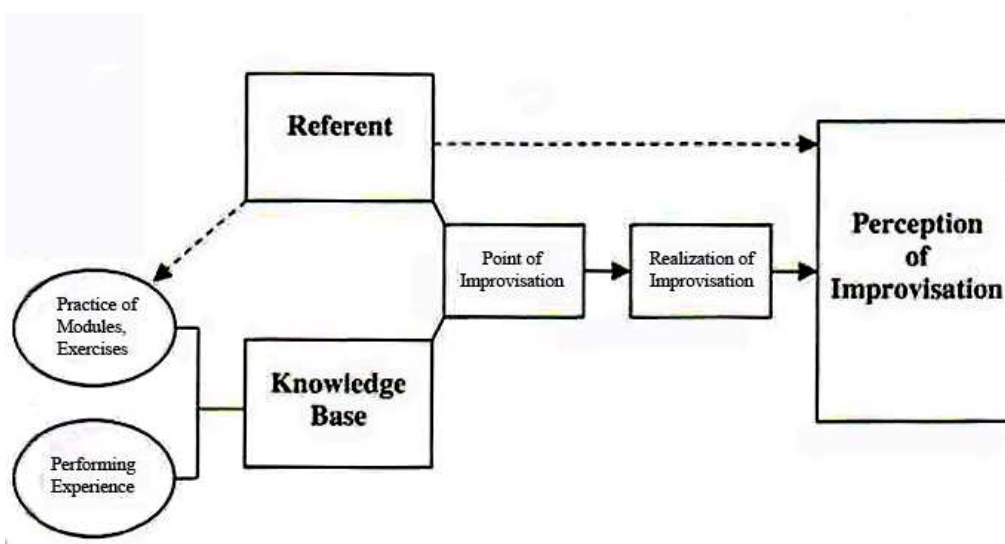 Referent
Perception
of
Improvisation
Point of
Improvisation
Realization of
Improvisation
Practice of
Modules,
Exercises
Knowledge
Base
Performing
Experience